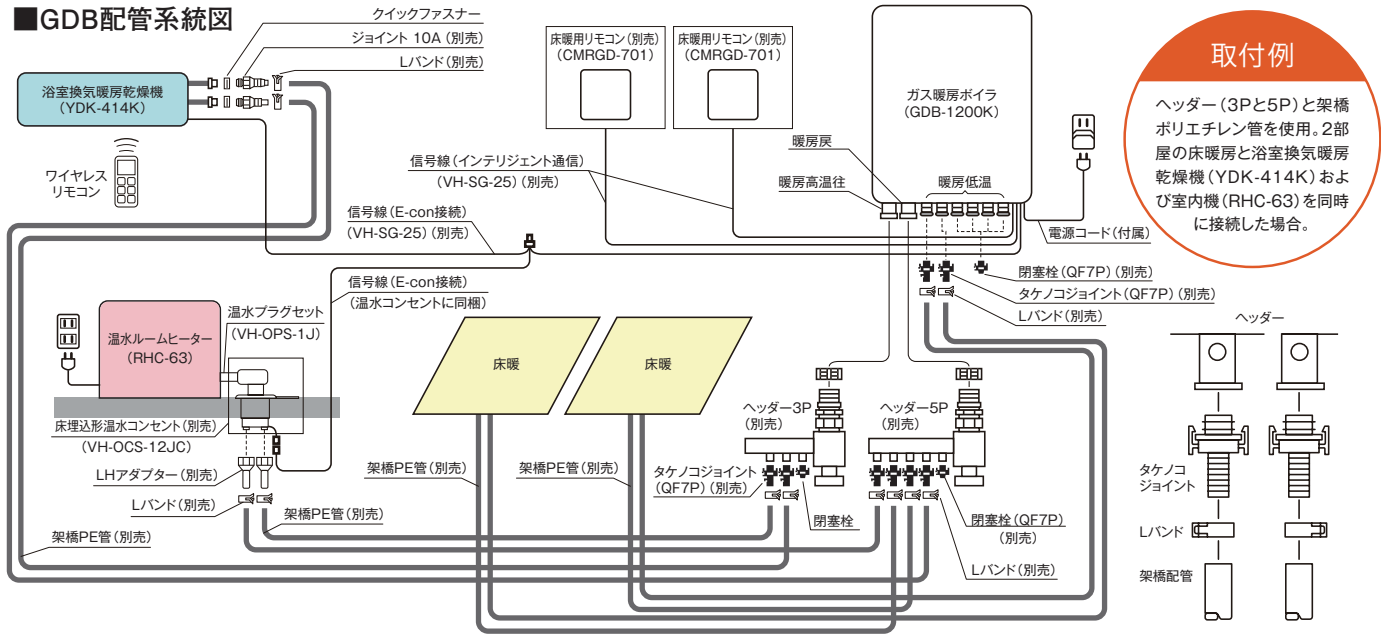 ■GDB配管系統図
クイックファスナー
ジョイント 10A（別売）
Lバンド（別売）
浴室換気暖房乾燥機
（YDK-414K）
ワイヤレス
リモコン
床暖用リモコン（別売）
（CMRGD-701）
床暖用リモコン（別売）
（CMRGD-701）
ガス暖房ボイラ
（GDB-1200K）
暖房戻
暖房高温往
暖房低温
信号線（インテリジェント通信）
（VH-SG-25）（別売）
信号線（E-con接続）
（VH-SG-25）（別売）
信号線（E-con接続）
（温水コンセントに同梱）
電源コード（付属）
閉塞栓（QF7P）（別売）
タケノコジョイント（QF7P）（別売）
Lバンド（別売）
取付例
ヘッダー（3Pと5P）と架橋
ポリエチレン管を使用。2部
屋の床暖房と浴室換気暖房
乾燥機（YDK-414K）およ
び室内機（RHC-63）を同時
に接続した場合。
温水プラグセット
（VH-OPS-1J）
温水ルームヒーター
（RHC-63）
床埋込形温水コンセント（別売）
（VH-OCS-12JC）
LHアダプター（別売）
Lバンド（別売）
架橋PE管（別売）
架橋PE管（別売）
床暖
床暖
架橋PE管（別売）
架橋PE管（別売）
ヘッダー3P
（別売）
ヘッダー5P
（別売）
タケノコジョイント
（QF7P）（別売）
閉塞栓
閉塞栓（QF7P）
（別売）
Lバンド（別売）
ヘッダー
タケノコ
ジョイント
Lバンド
架橋配管